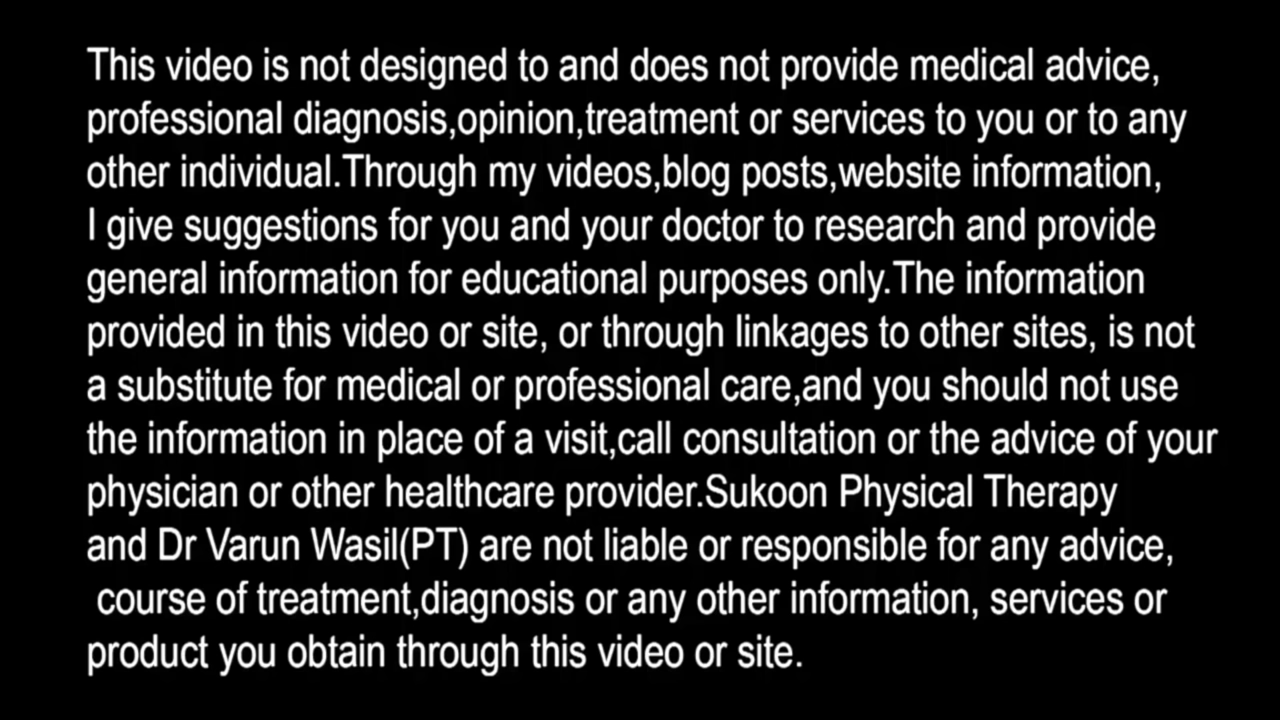 This video is not designed to and does not provide medical advice,
professional diagnosis,opinion,treatment or services to you or to any
other individual.Through my videos,blog posts,website information,
I give suggestions for you and your doctor to research and provide
general information for educational purposes only.The information
provided in this video or site, or through linkages to other sites, is not
a substitute for medical or professional care,and you should not use
the information in place of a visit,call consultation or the advice of your
physician or other healthcare provider.Sukoon Physical Therapy
and Dr Varun Wasil(PT) are not liable or responsible for any advice,
course of treatment,diagnosis or any other information, services or
product you obtain through this video or site.